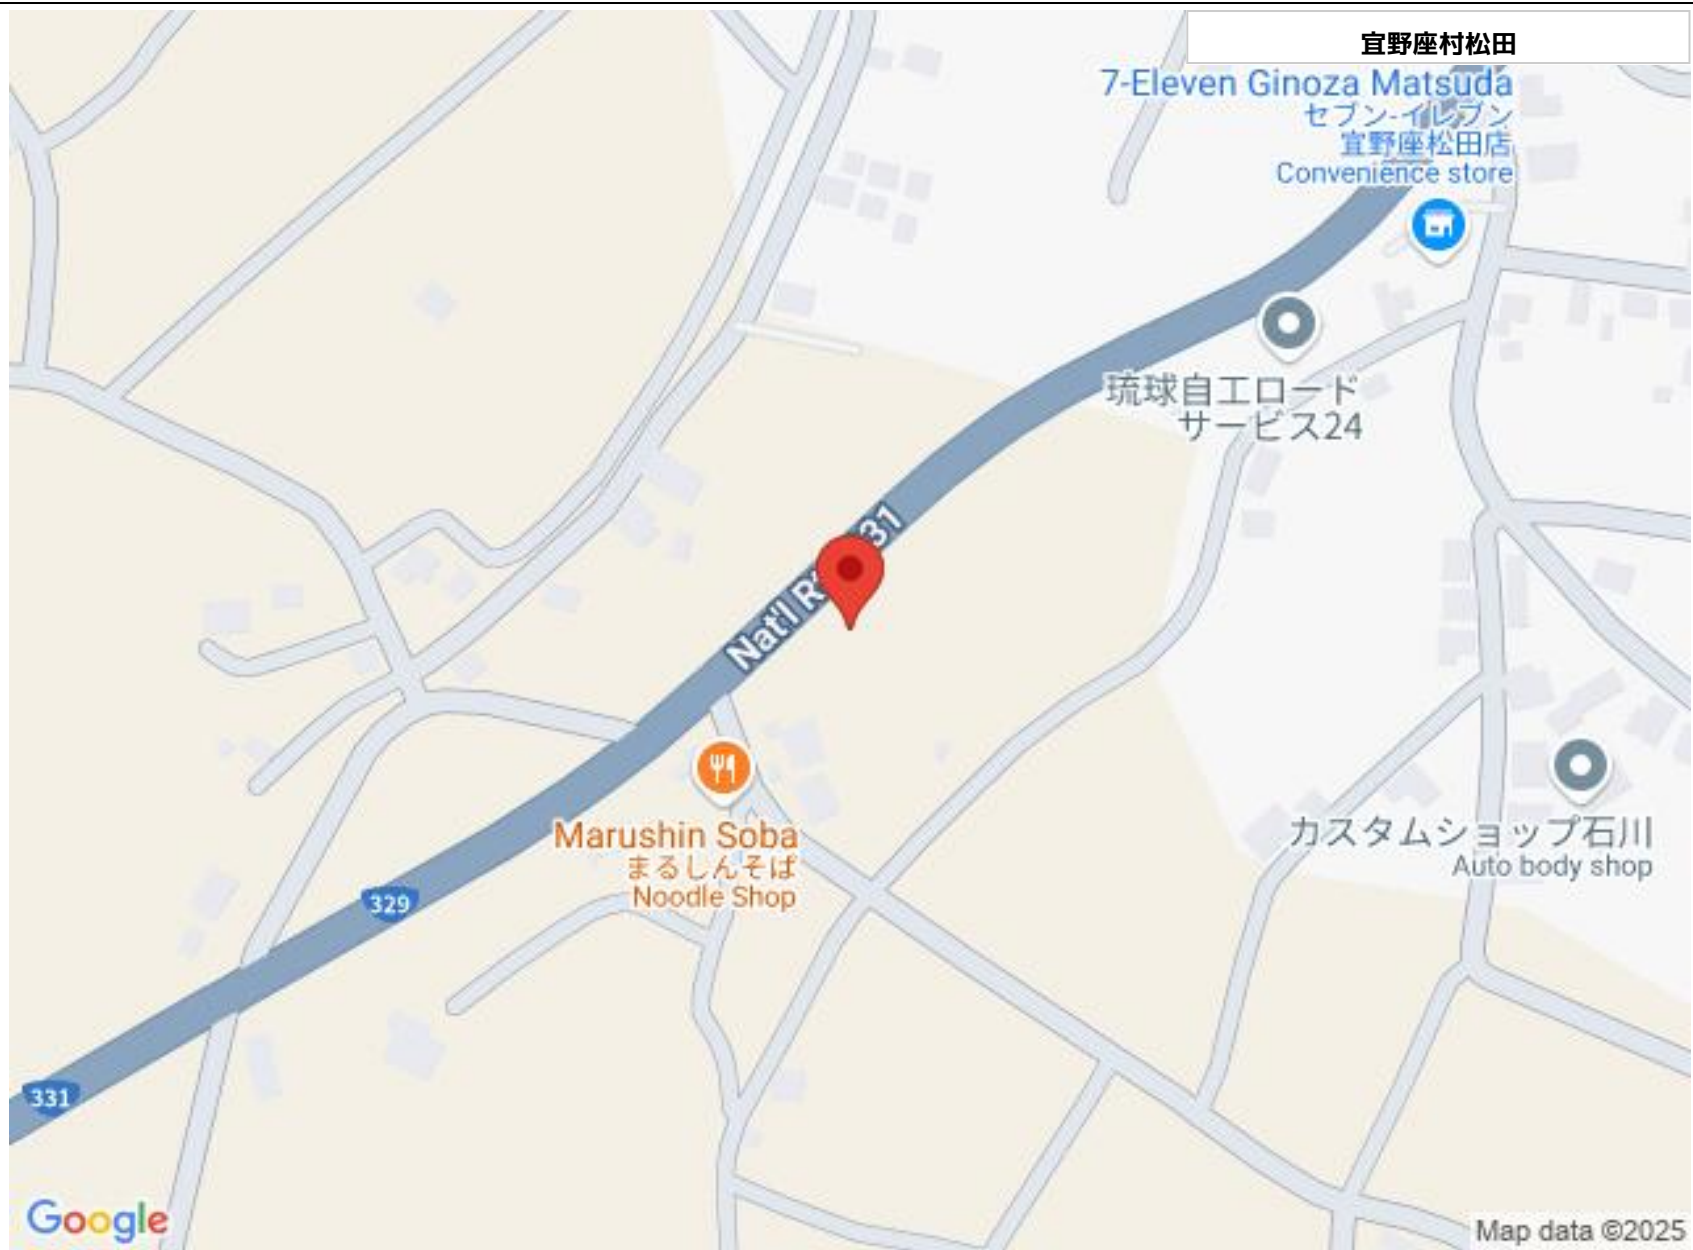 宜野座村松田
7-Eleven Ginoza Matsuda
セブン-イレブン
宜野座松田店
Convenience store
琉球自工ロード
サービス24
Nat'l R
31
Marushin Soba
まるしんそば
Noodle Shop
カスタムショップ石川
Auto body shop
329
331
Google
Map data ©2025